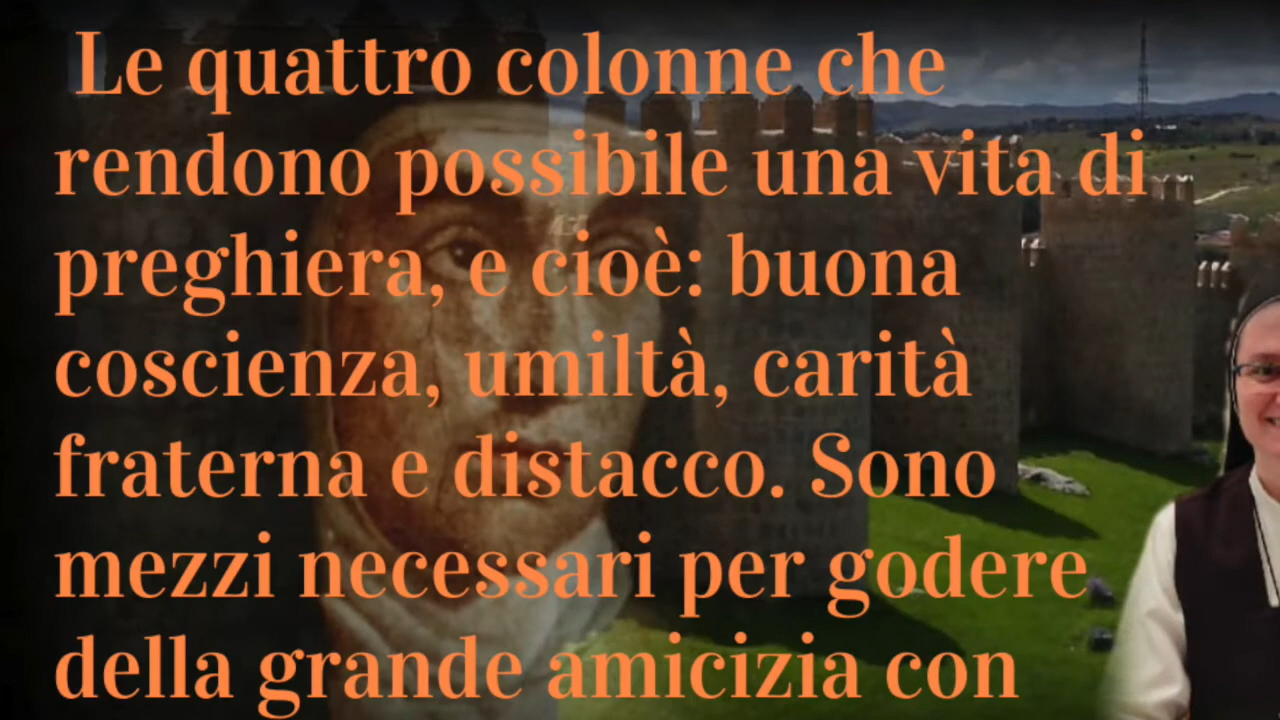 Le quattro colonne che
rendono possibile una vita di
preghiera, e cioè: buona
coscienza, umiltà, carità
fraterna e distacco. Sono
mezzi necessari per godere
della grande amicizia con